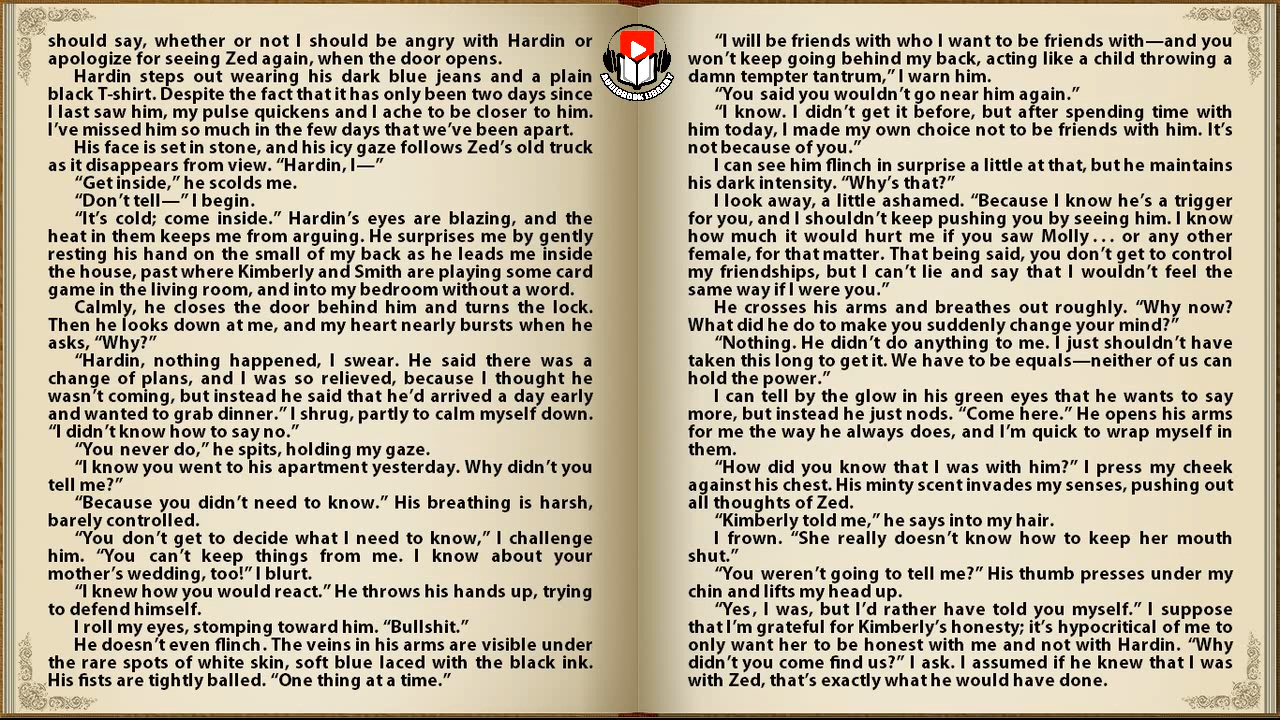 should say, whether or not I should be angry with Hardin or
apologize for seeing Zed again, when the door opens.
Hardin steps out wearing his dark blue jeans and a plain
black T-shirt. Despite the fact that it has only been two days since
I last saw him, my pulse quickens and I ache to be closer to him.
I’ve missed him so much in the few days that we’ve been apart.
His face is set in stone, and his icy gaze follows Zed’s old truck
as it disappears from view. “Hardin, I—”
“Get inside,” he scolds me.
“Don’t tell—” I begin.
“It’s cold; come inside.” Hardin’s eyes are blazing, and the
heat in them keeps me from arguing. He surprises me by gently
resting his hand on the small of my back as he leads me inside
the house, past where Kimberly and Smith are playing some card
game in the living room, and into my bedroom without a word.
Calmly, he closes the door behind him and turns the lock.
Then he looks down at me, and my heart nearly bursts when he
asks, “Why?”
“Hardin, nothing happened, I swear. He said there was a
change of plans, and I was so relieved, because I thought he
wasn’t coming, but instead he said that he’d arrived a day early
and wanted to grab dinner.” I shrug, partly to calm myself down.
“I didn’t know how to say no.”
“You never do,” he spits, holding my gaze.
“I know you went to his apartment yesterday. Why didn’t you
tell me?”
“Because you didn’t need to know.” His breathing is harsh,
barely controlled.
“You don’t get to decide what I need to know,” I challenge
him. “You can’t keep things from me. I know about your
mother’s wedding, too!” I blurt.
“I knew how you would react.” He throws his hands up, trying
to defend himself.
I roll my eyes, stomping toward him. “Bullshit.”
He doesn’t even flinch. The veins in his arms are visible under
the rare spots of white skin, soft blue laced with the black ink.
His fists are tightly balled. “One thing at a time.”
AUDIOBOOK LIBRARY
“I will be friends with who I want to be friends with—and you
won’t keep going behind my back, acting like a child throwing a
damn tempter tantrum,” I warn him.
“You said you wouldn’t go near him again.”
“I know. I didn’t get it before, but after spending time with
him today, I made my own choice not to be friends with him. It’s
not because of you.”
I can see him flinch in surprise a little at that, but he maintains
his dark intensity. “Why’s that?”
I look away, a little ashamed. “Because I know he’s a trigger
for you, and I shouldn’t keep pushing you by seeing him. I know
how much it would hurt me if you saw Molly . . . or any other
female, for that matter. That being said, you don’t get to control
my friendships, but I can’t lie and say that I wouldn’t feel the
same way if I were you.”
He crosses his arms and breathes out roughly. “Why now?
What did he do to make you suddenly change your mind?”
“Nothing. He didn’t do anything to me. I just shouldn’t have
taken this long to get it. We have to be equals—neither of us can
hold the power.”
I can tell by the glow in his green eyes that he wants to say
more, but instead he just nods. “Come here.” He opens his arms
for me the way he always does, and I’m quick to wrap myself in
them.
“How did you know that I was with him?” I press my cheek
against his chest. His minty scent invades my senses, pushing out
all thoughts of Zed.
“Kimberly told me,” he says into my hair.
I frown. “She really doesn’t know how to keep her mouth
shut.”
“You weren’t going to tell me?” His thumb presses under my
chin and lifts my head up.
“Yes, I was, but I’d rather have told you myself.” I suppose
that I’m grateful for Kimberly’s honesty; it’s hypocritical of me to
only want her to be honest with me and not with Hardin. “Why
didn’t you come find us?” I ask. I assumed if he knew that I was
with Zed, that’s exactly what he would have done.